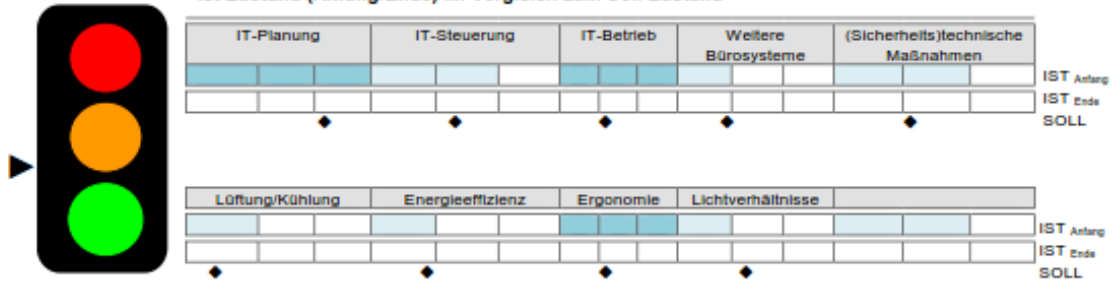 IT-Planung IT-Steuerung IT-Betrieb Weitere Bürosysteme (Sicherheits)technische Maßnahmen
IST Anfang
IST Ende
SOLL
Lüftung/Kühlung Energieeffizienz Ergonomie Lichtverhältnisse
IST Anfang
IST Ende
SOLL